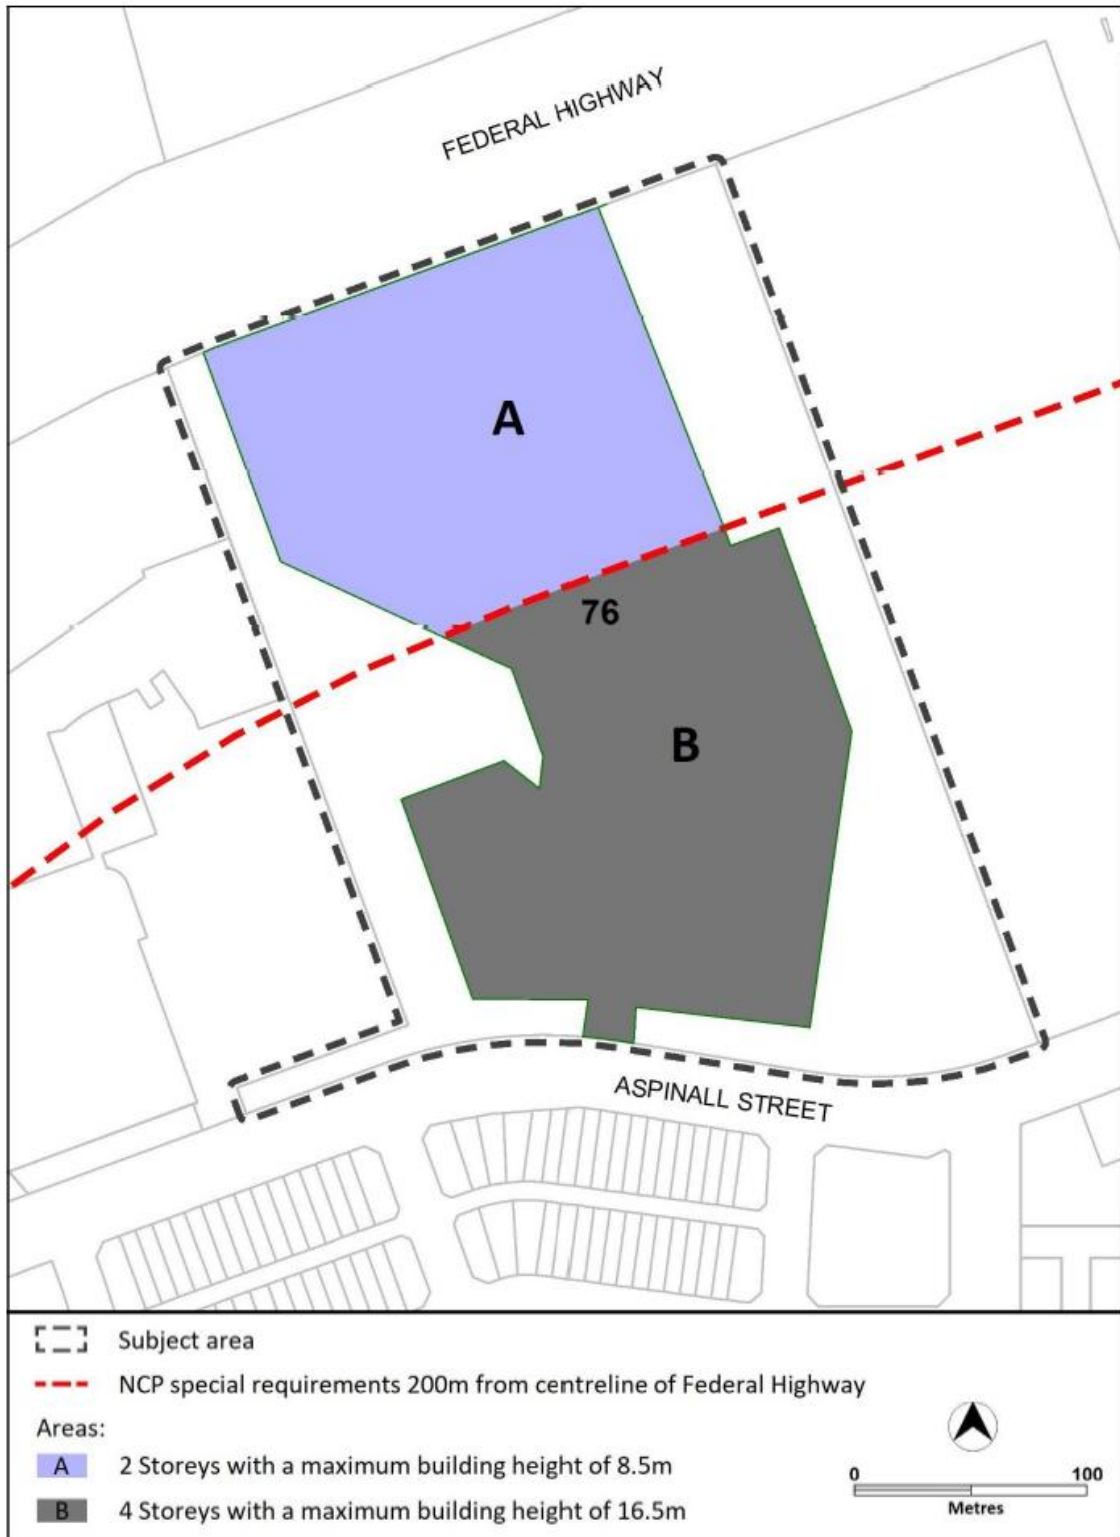 FEDERAL HIGHWAY
A
76
B
ASPINALL STREET
Subject area
NCP special requirements 200m from centreline of Federal Highway
Areas:
A 2 Storeys with a maximum building height of 8.5m
B 4 Storeys with a maximum building height of 16.5m
0 100
Metres